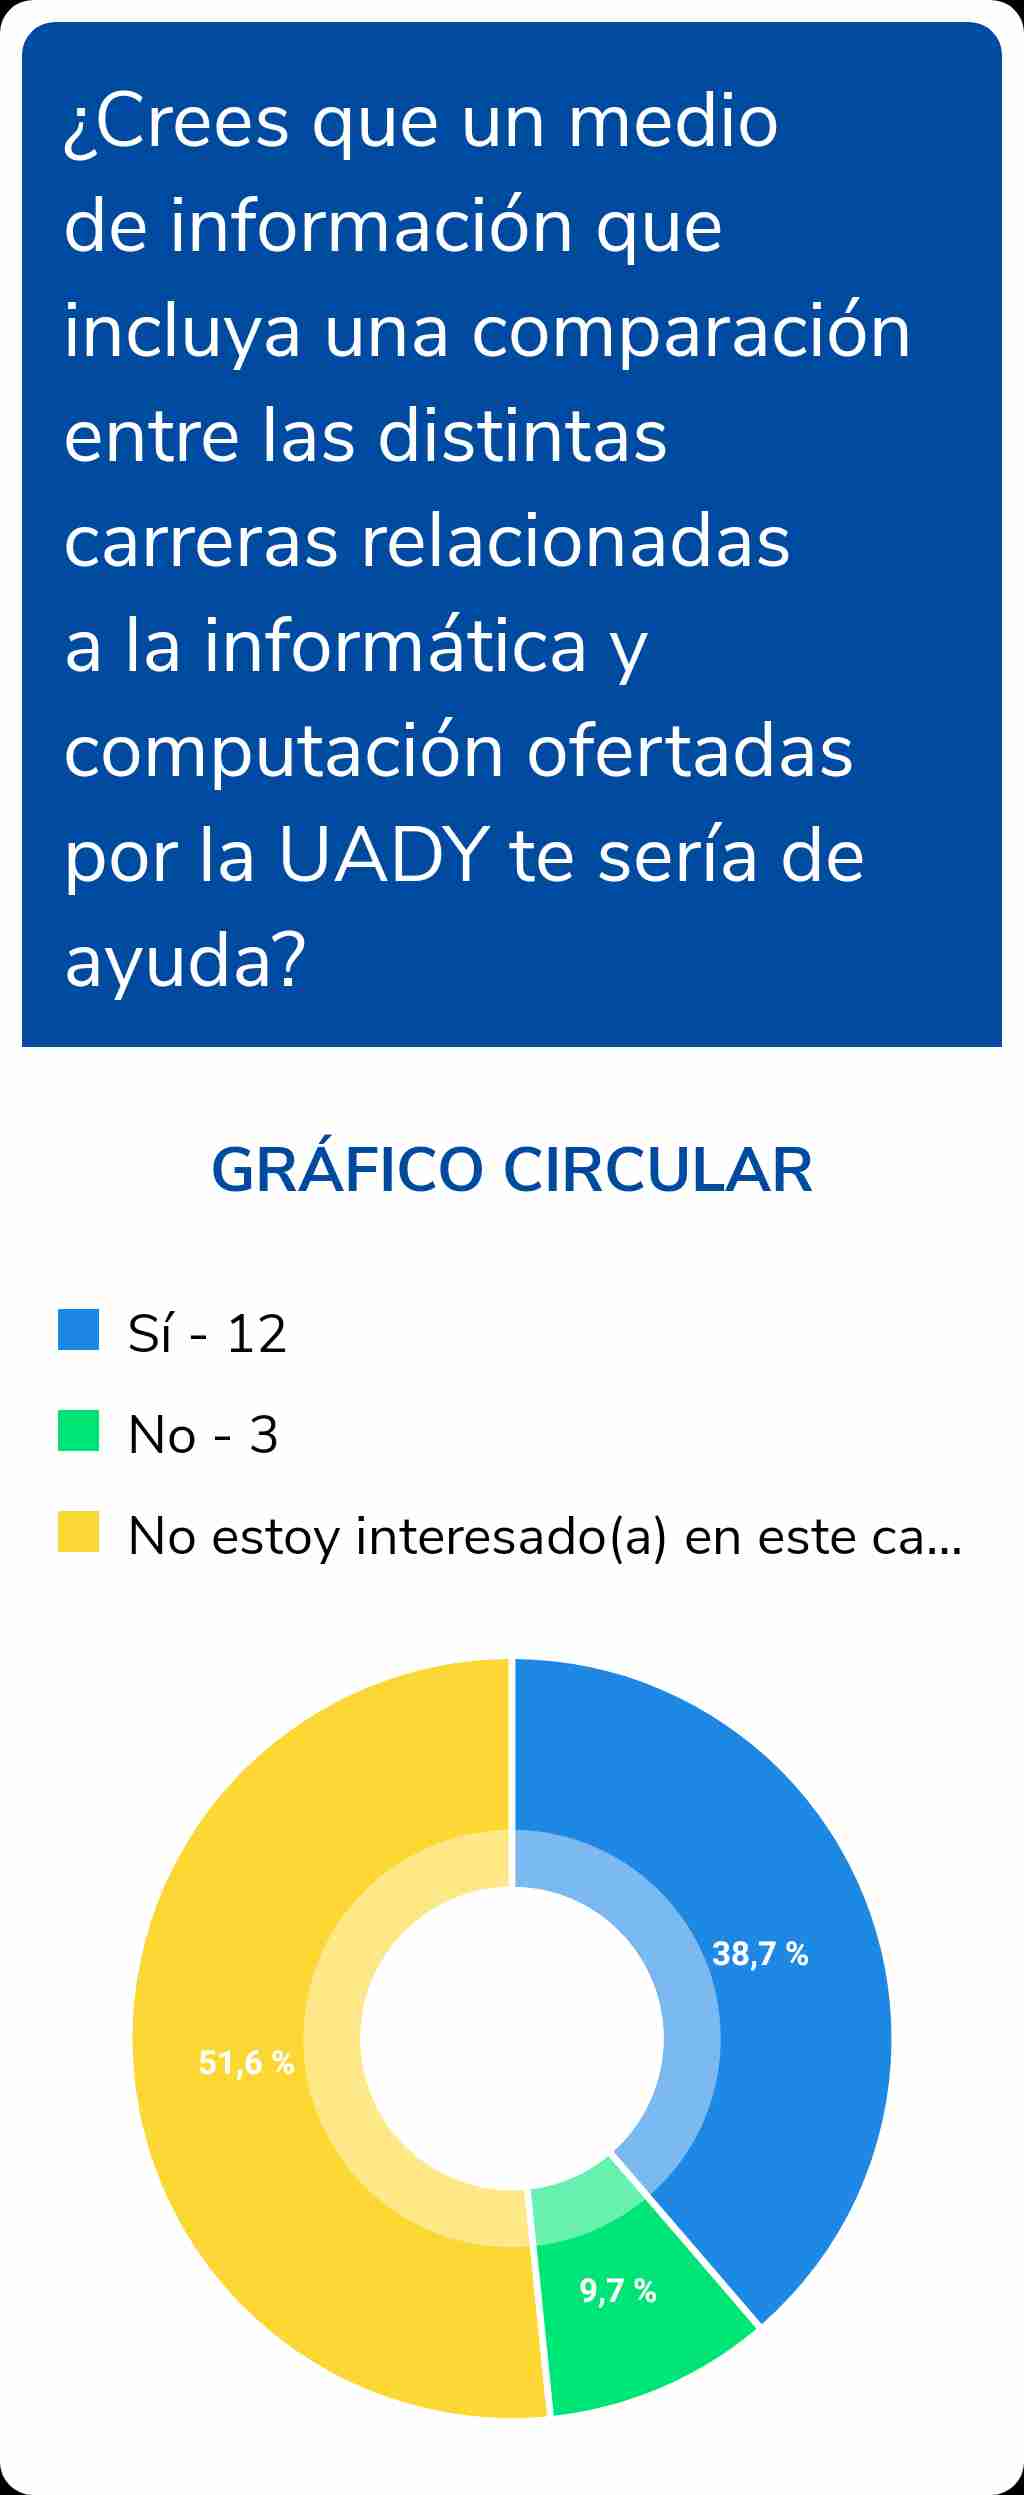 ¿Crees que un medio
de información que
incluya una comparación
entre las distintas
carreras relacionadas
a la informática y
computación ofertadas
por la UADY te sería de
ayuda?
GRÁFICO CIRCULAR
Sí - 12
No - 3
No estoy interesado(a) en este ca...
38,7 %
51,6 %
9,7 %